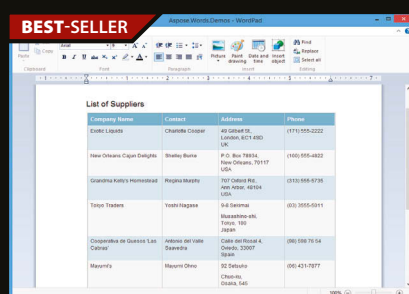 BEST-SELLER
Aspose.Words.Demos - WordPad
Paste
Copy
Picture
Paint drawing
Date and time
Insert object
Find
Replace
Select all
Clipboard
Font
Paragraph
Insert
Editing
List of Suppliers
Company Name Contact Address Phone
Exotic Liquids Charlotte Cooper 49 Gilbert St. (171) 555-2222
London, EC1 4SD
UK
New Orleans Cajun Delights Shelley Burke P.O. Box 78934, (100) 555-4822
New Orleans, 70117
USA
Grandma Kelly's Homestead Regina Murphy 707 Oxford Rd. (313) 555-5735
Ann Arbor, 48104
USA
Tokyo Traders Yoshi Nagase 9-8 Sekimai (03) 3555-5011
Musashino-shi,
Tokyo, 100
Japan
Cooperativa de Quesos 'Las Antonio del Valle Calle del Rosal 4, (98) 598 76 54
Cabras' Saavedra Oviedo, 33007
Spain
Mayumi's Mayumi Ohno 92 Setsuko (06) 431-7877
Chuo-ku,
Osaka, 545
100%